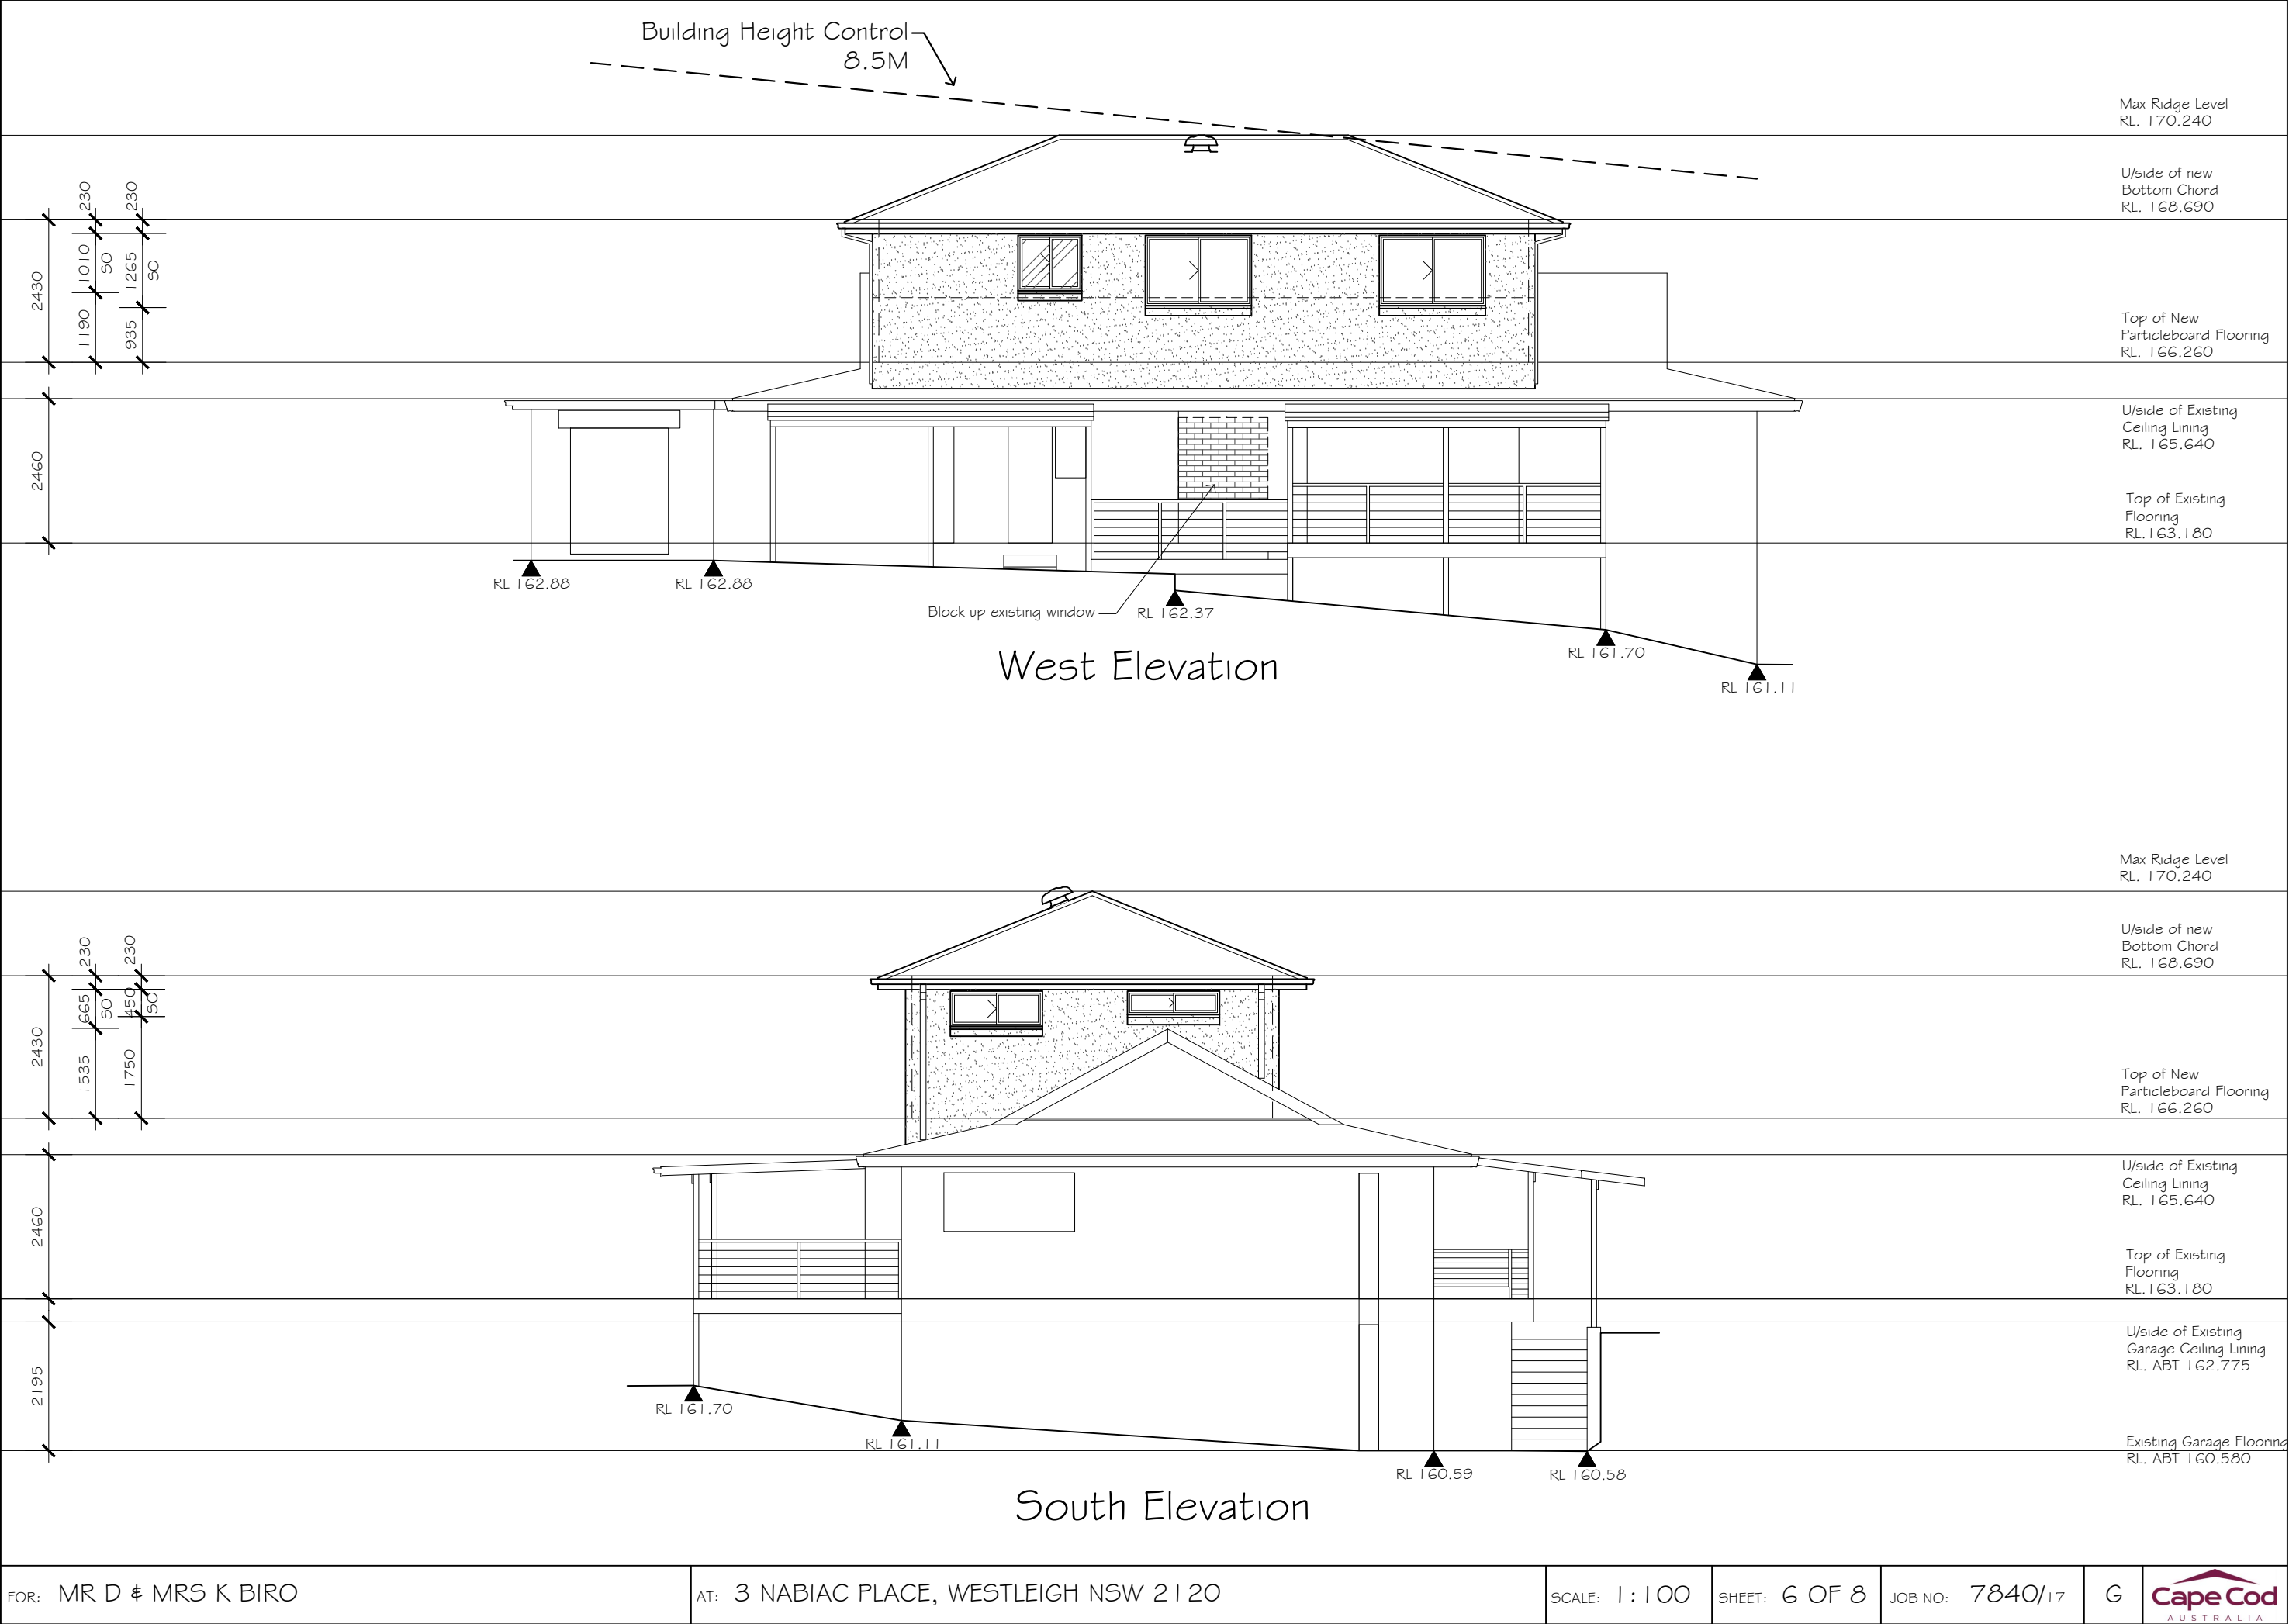 Building Height Control
8.5M
Max Ridge Level
RL. 170.240
U/side of new
Bottom Chord
RL. 168.690
Top of New
Particleboard Flooring
RL. 166.260
U/side of Existing
Ceiling Lining
RL. 165.640
Top of Existing
Flooring
RL.163.180
230
230
2430
1010
50
1265
50
1190
935
2460
RL 162.88
RL 162.88
Block up existing window
RL 162.37
RL 161.70
RL 161.11
West Elevation
Max Ridge Level
RL. 170.240
U/side of new
Bottom Chord
RL. 168.690
Top of New
Particleboard Flooring
RL. 166.260
U/side of Existing
Ceiling Lining
RL. 165.640
Top of Existing
Flooring
RL.163.180
U/side of Existing
Garage Ceiling Lining
RL. ABT 162.775
Existing Garage Flooring
RL. ABT 160.580
230
230
2430
665
50
450
50
1535
1750
2460
2195
RL 161.70
RL 161.11
RL 160.59
RL 160.58
South Elevation
FOR: MR D & MRS K BIRO
AT: 3 NABIAC PLACE, WESTLEIGH NSW 2120
SCALE: 1:100
SHEET: 6 OF 8
JOB NO: 7840/17
G
Cape Cod
AUSTRALIA